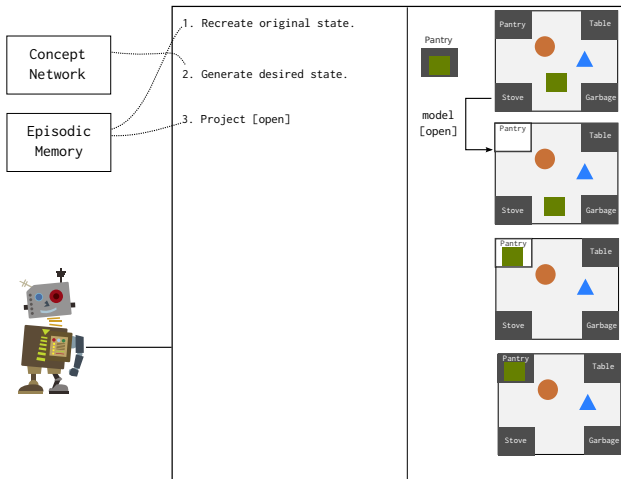 Concept
Network
Episodic
Memory
1. Recreate original state.
2. Generate desired state.
3. Project [open]
Pantry
model
[open]
Pantry
Table
Stove
Garbage
Pantry
Stove
Garbage
Pantry
Table
Stove
Garbage
Pantry
Table
Stove
Garbage